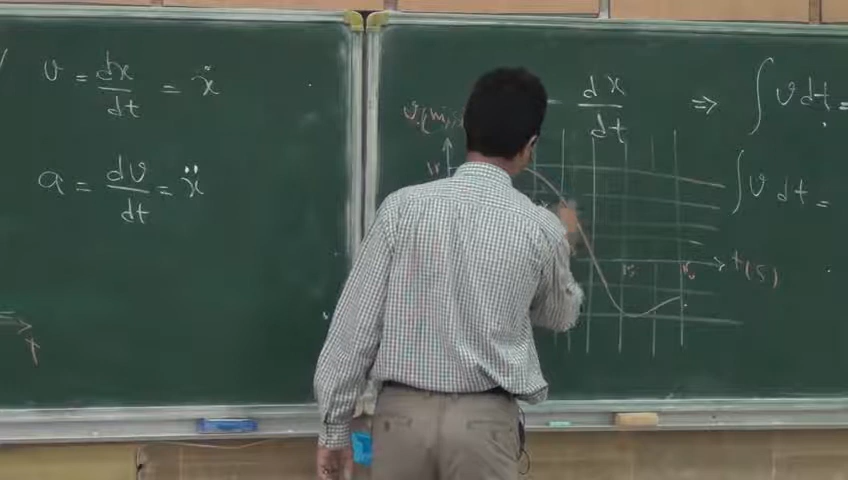 v = dx/dt = ẋ
a = dv/dt = ẍ
= dx/dt ⇒ ∫ v dt =
∫ v dt =
t (s)